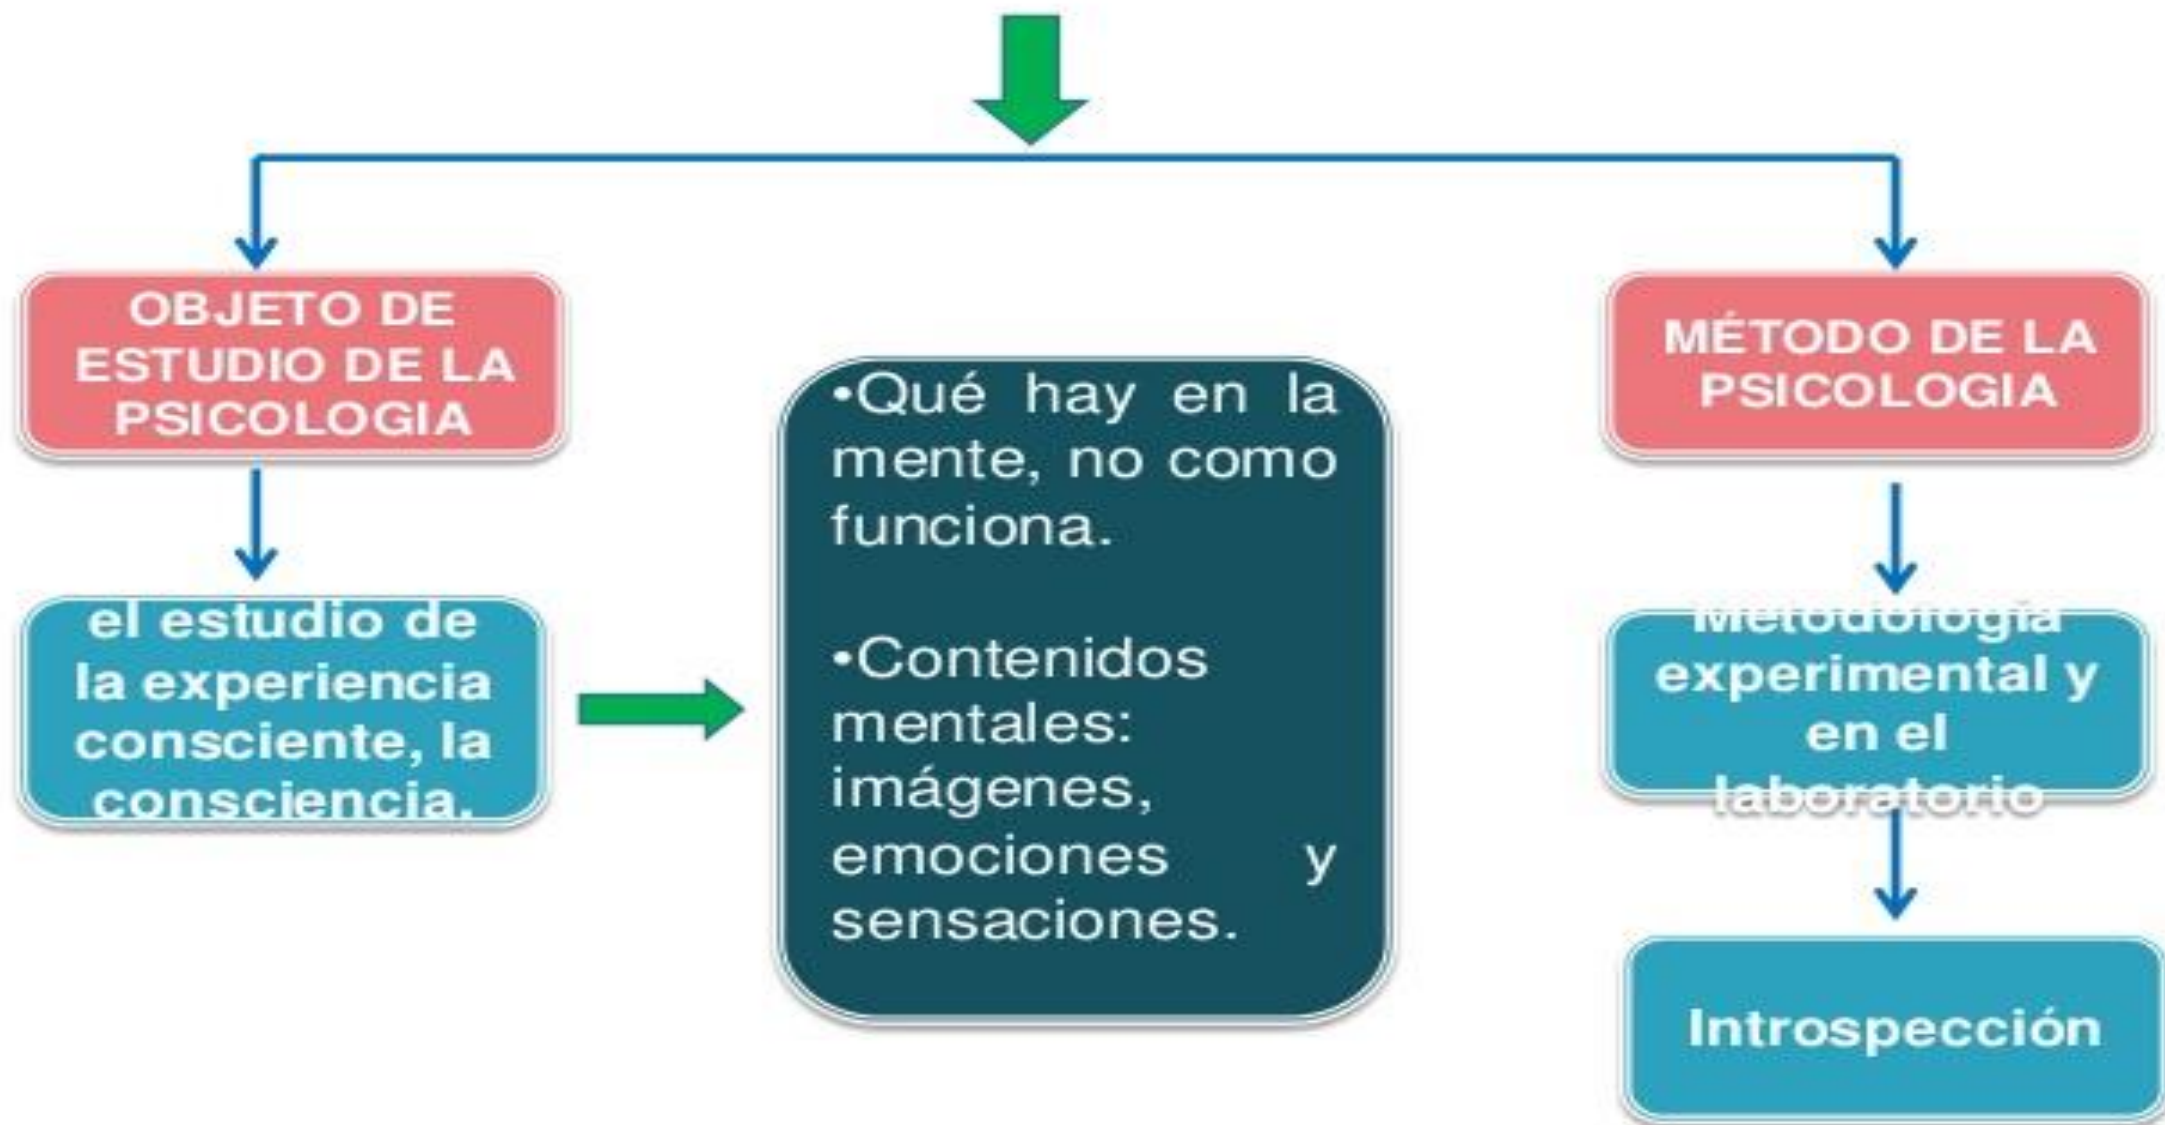 OBJETO DE
ESTUDIO DE LA
PSICOLOGIA
el estudio de
la experiencia
consciente, la
consciencia.
•Qué hay en la
mente, no como
funciona.
•Contenidos
mentales:
imágenes,
emociones y
sensaciones.
MÉTODO DE LA
PSICOLOGIA
Metodología
experimental y
en el
laboratorio
Introspección